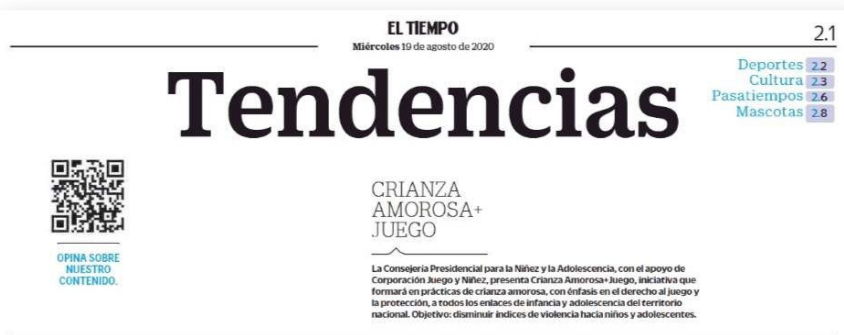 EL TIEMPO
Miércoles 19 de agosto de 2020
2.1
Tendencias
Deportes 2.2
Cultura 2.3
Pasatiempos 2.6
Mascotas 2.8
OPINA SOBRE
NUESTRO
CONTENIDO.
CRIANZA
AMOROSA+
JUEGO
La Consejería Presidencial para la Niñez y la Adolescencia, con el apoyo de
Corporación Juego y Niñez, presenta Crianza Amorosa+Juego, iniciativa que
formará en prácticas de crianza amorosa, con énfasis en el derecho al juego y
la protección, a todos los enlaces de infancia y adolescencia del territorio
nacional. Objetivo: disminuir índices de violencia hacia niños y adolescentes.